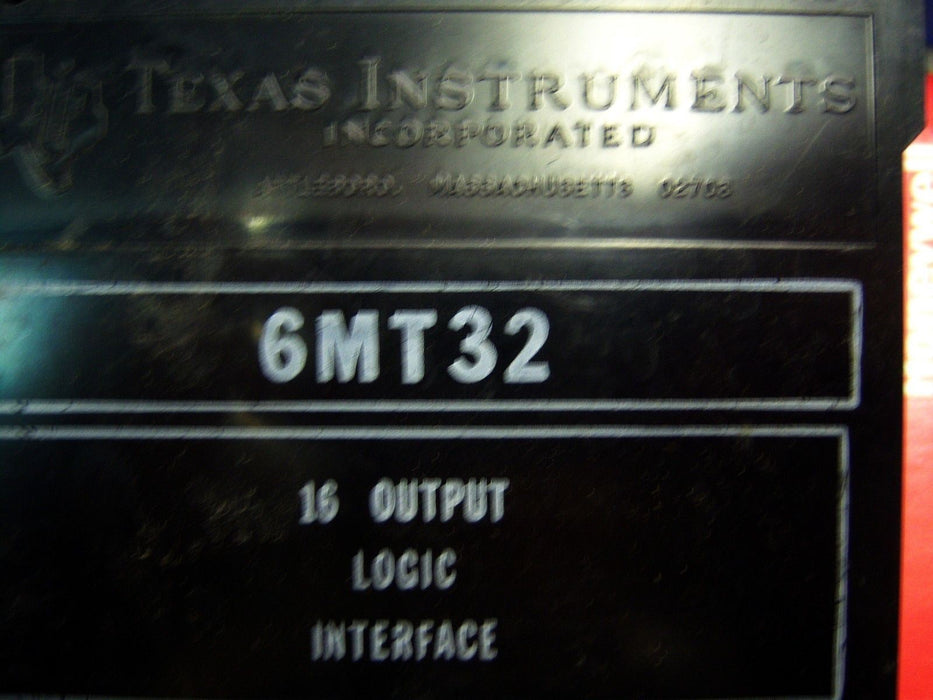 TEXAS INSTRUMENTS
INCORPORATED
ATTLEBORO, MASSACHUSETTS 02703
6MT32
16 OUTPUT
LOGIC
INTERFACE